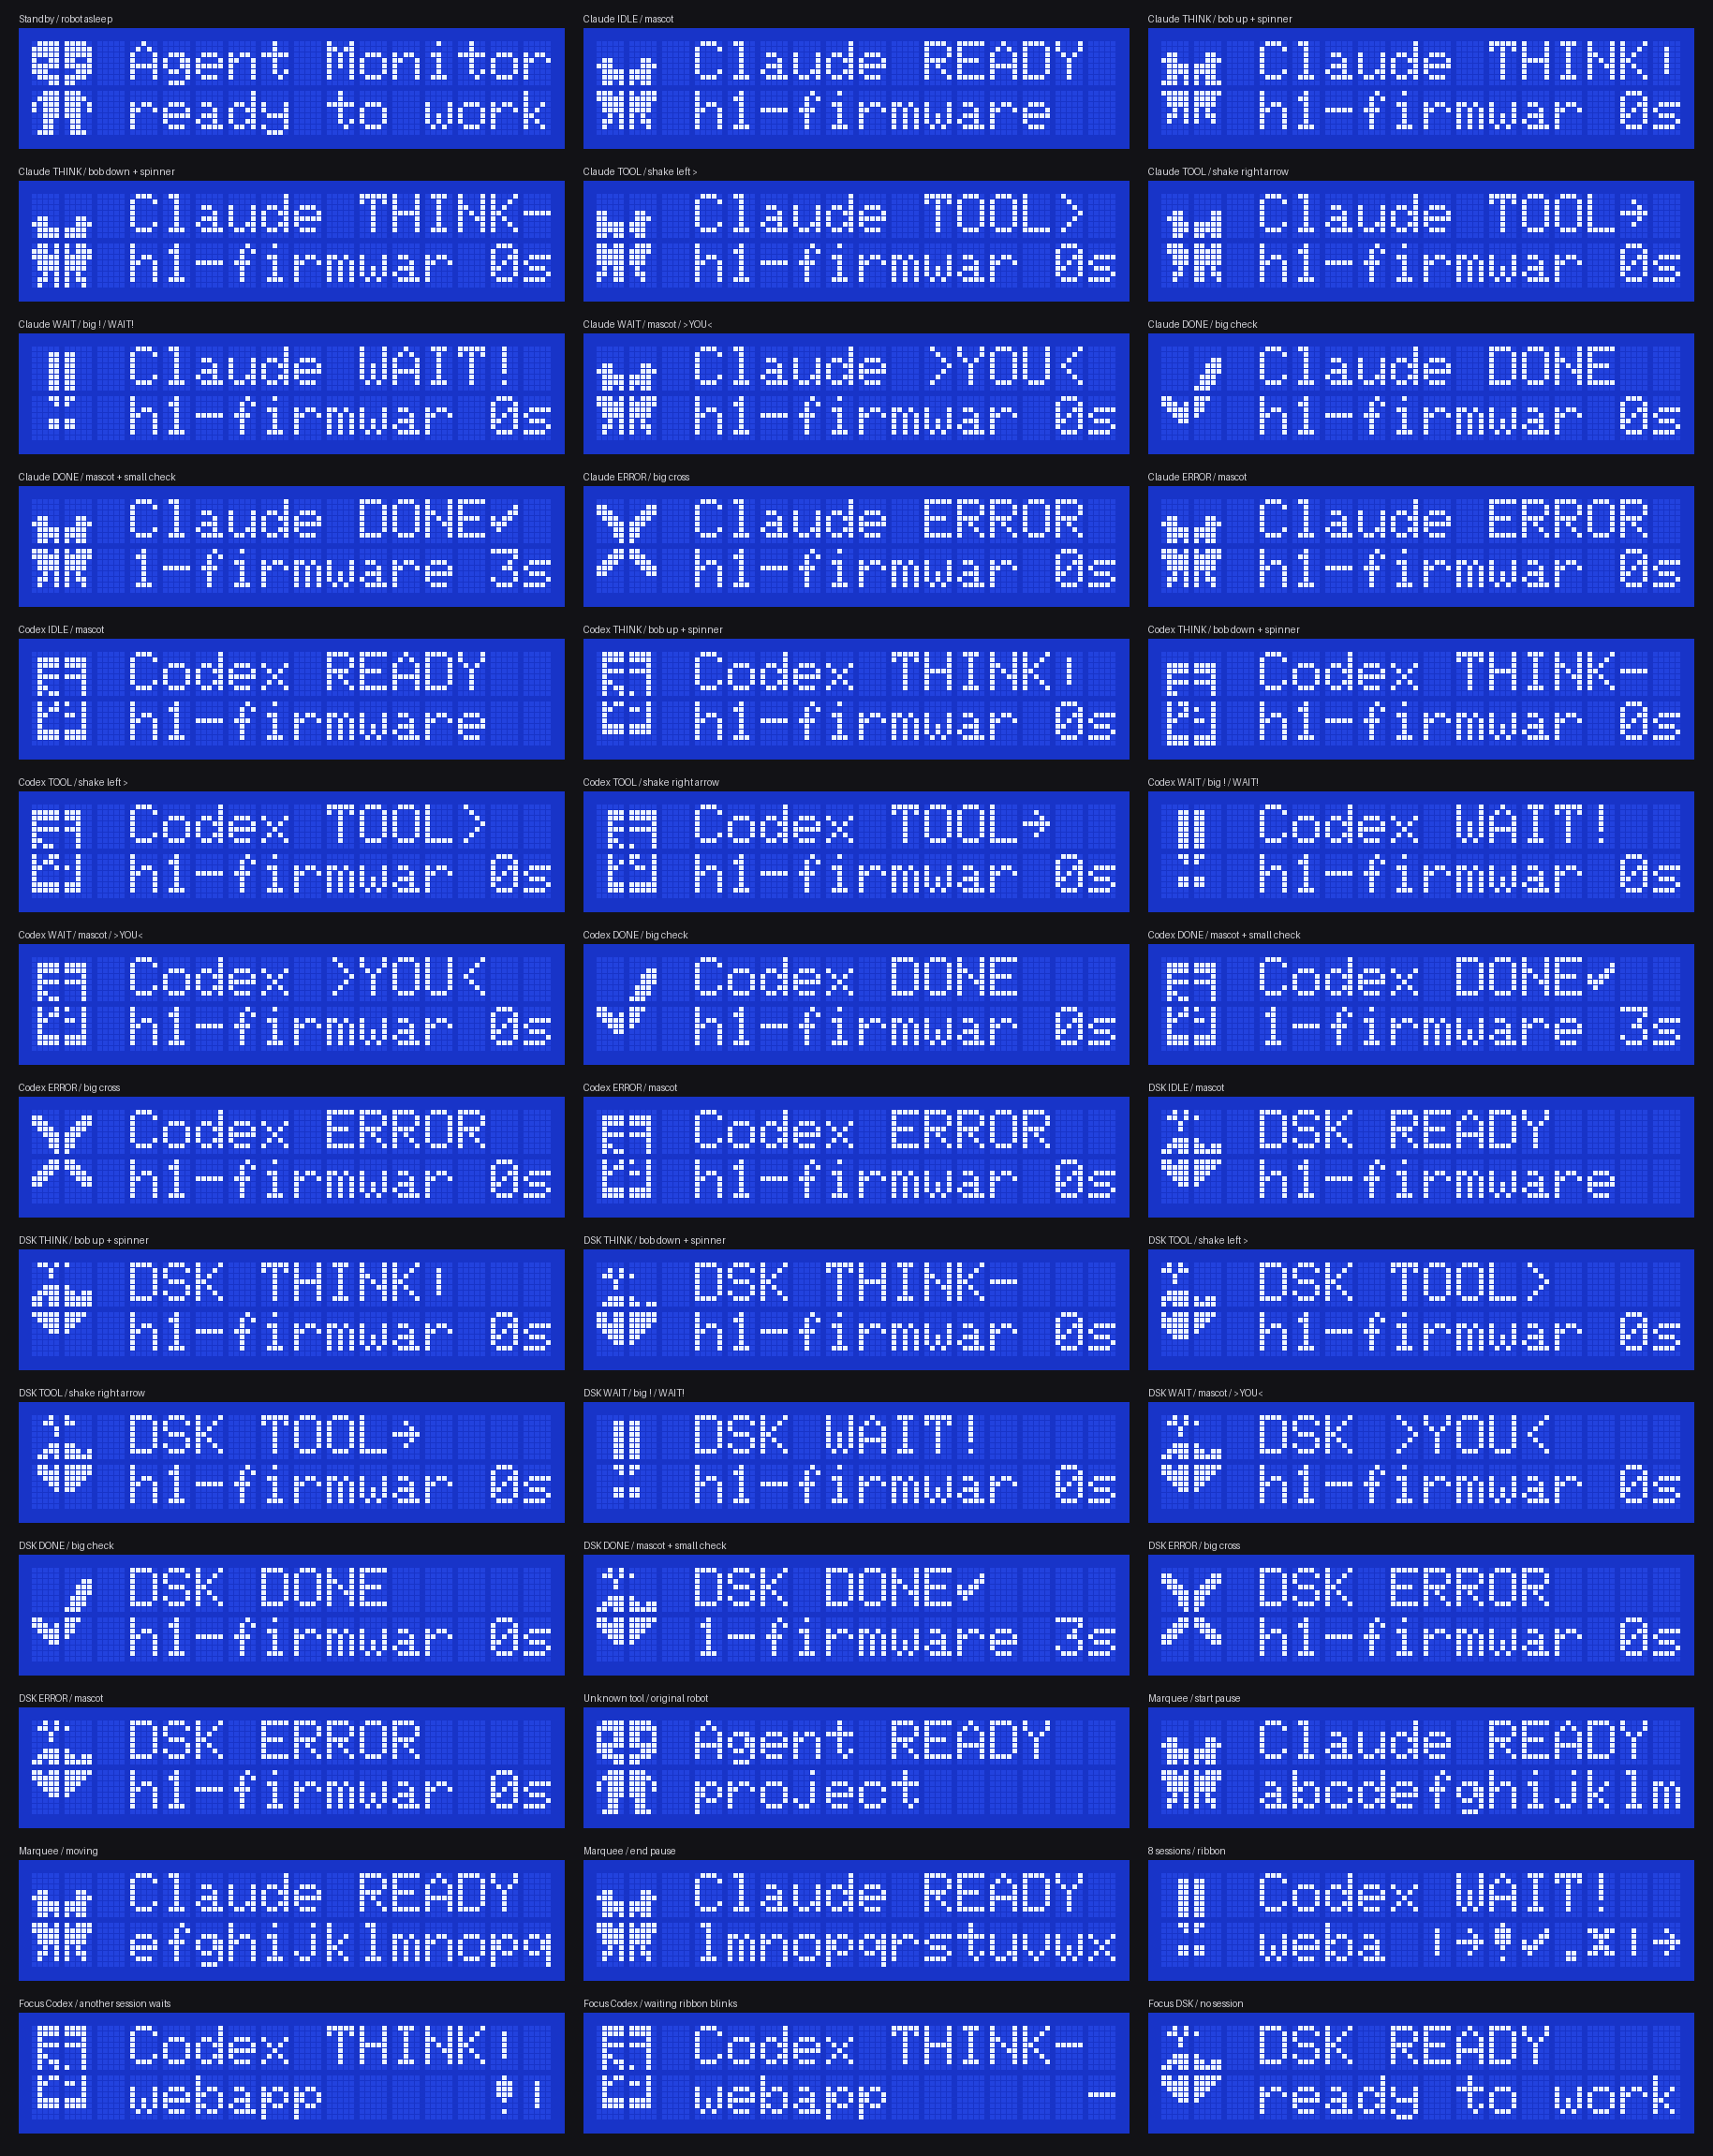 Standby / robot asleep
Agent Monitor
ready to work
Claude IDLE / mascot
Claude READY
h1-firmware
Claude THINK / bob up + spinner
Claude THINK
h1-firmwar 0s
Claude THINK / bob down + spinner
Claude THINK-
h1-firmwar 0s
Claude TOOL / shake left >
Claude TOOL>
h1-firmwar 0s
Claude TOOL / shake right arrow
Claude TOOL→
h1-firmwar 0s
Claude WAIT / big ! / WAIT!
!! Claude WAIT!
h1-firmwar 0s
Claude WAIT / mascot / >YOU<
Claude >YOU<
h1-firmwar 0s
Claude DONE / big check
Claude DONE
h1-firmwar 0s
Claude DONE / mascot + small check
Claude DONE✓
1-firmware 3s
Claude ERROR / big cross
Claude ERROR
h1-firmwar 0s
Claude ERROR / mascot
Claude ERROR
h1-firmwar 0s
Codex IDLE / mascot
Codex READY
h1-firmware
Codex THINK / bob up + spinner
Codex THINK
h1-firmwar 0s
Codex THINK / bob down + spinner
Codex THINK-
h1-firmwar 0s
Codex TOOL / shake left >
Codex TOOL>
h1-firmwar 0s
Codex TOOL / shake right arrow
Codex TOOL→
h1-firmwar 0s
Codex WAIT / big ! / WAIT!
!! Codex WAIT!
h1-firmwar 0s
Codex WAIT / mascot / >YOU<
Codex >YOU<
h1-firmwar 0s
Codex DONE / big check
Codex DONE
h1-firmwar 0s
Codex DONE / mascot + small check
Codex DONE✓
1-firmware 3s
Codex ERROR / big cross
Codex ERROR
h1-firmwar 0s
Codex ERROR / mascot
Codex ERROR
h1-firmwar 0s
DSK IDLE / mascot
DSK READY
h1-firmware
DSK THINK / bob up + spinner
DSK THINK
h1-firmwar 0s
DSK THINK / bob down + spinner
DSK THINK-
h1-firmwar 0s
DSK TOOL / shake left >
DSK TOOL>
h1-firmwar 0s
DSK TOOL / shake right arrow
DSK TOOL→
h1-firmwar 0s
DSK WAIT / big ! / WAIT!
!! DSK WAIT!
h1-firmwar 0s
DSK WAIT / mascot / >YOU<
DSK >YOU<
h1-firmwar 0s
DSK DONE / big check
DSK DONE
h1-firmwar 0s
DSK DONE / mascot + small check
DSK DONE✓
1-firmware 3s
DSK ERROR / big cross
DSK ERROR
h1-firmwar 0s
DSK ERROR / mascot
DSK ERROR
h1-firmwar 0s
Unknown tool / original robot
Agent READY
project
Marquee / start pause
Claude READY
abcdefghijklm
Marquee / moving
Claude READY
efghijklmnopq
Marquee / end pause
Claude READY
lmnopqrstuvwx
8 sessions / ribbon
!! Codex WAIT!
weba |→!✓.x|→
Focus Codex / another session waits
Codex THINK
webapp !|
Focus Codex / waiting ribbon blinks
Codex THINK-
webapp -
Focus DSK / no session
DSK READY
ready to work